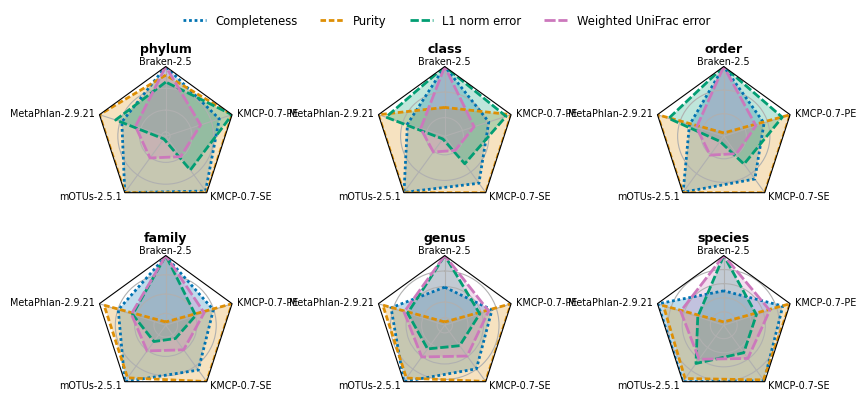 Completeness Purity L1 norm error Weighted UniFrac error
phylum
Braken-2.5
MetaPhlan-2.9.21 KMCP-0.7-PE
mOTUs-2.5.1 KMCP-0.7-SE
class
Braken-2.5
MetaPhlan-2.9.21 KMCP-0.7-PE
mOTUs-2.5.1 KMCP-0.7-SE
order
Braken-2.5
MetaPhlan-2.9.21 KMCP-0.7-PE
mOTUs-2.5.1 KMCP-0.7-SE
family
Braken-2.5
MetaPhlan-2.9.21 KMCP-0.7-PE
mOTUs-2.5.1 KMCP-0.7-SE
genus
Braken-2.5
MetaPhlan-2.9.21 KMCP-0.7-PE
mOTUs-2.5.1 KMCP-0.7-SE
species
Braken-2.5
MetaPhlan-2.9.21 KMCP-0.7-PE
mOTUs-2.5.1 KMCP-0.7-SE